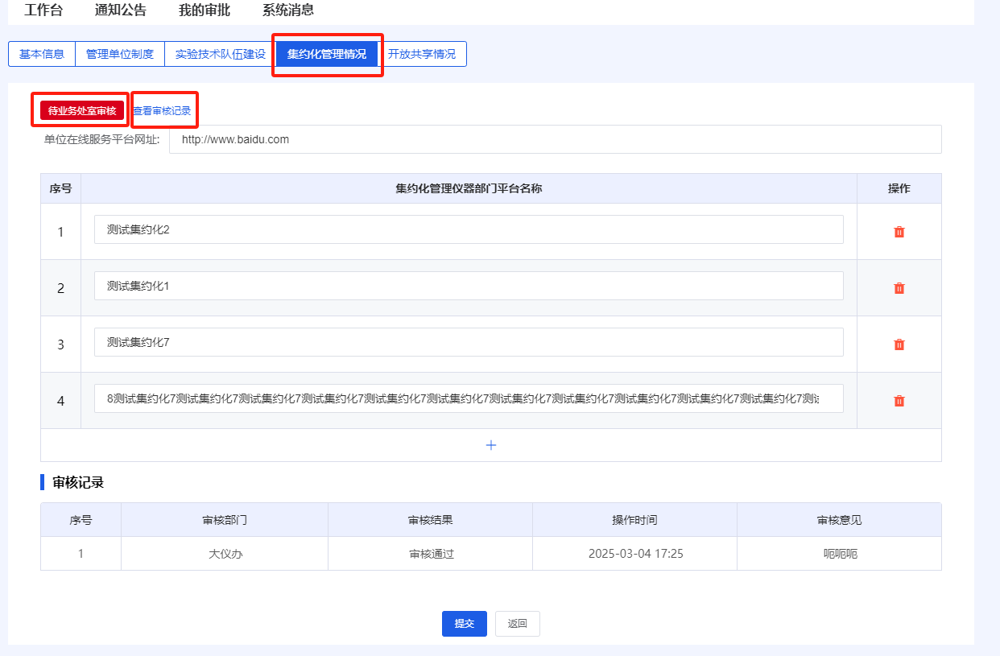 工作台 通知公告 我的审批 系统消息
基本信息 管理单位制度 实验技术队伍建设 集约化管理情况 开放共享情况
待业务处室审核 查看审核记录
单位在线服务平台网址: http://www.baidu.com
序号 集约化管理仪器部门平台名称 操作
1 测试集约化2
2 测试集约化1
3 测试集约化7
4 8测试集约化7测试集约化7测试集约化7测试集约化7测试集约化7测试集约化7测试集约化7测试集约化7测试集约化7测试集约化7测试集约化7测
+
审核记录
序号 审核部门 审核结果 操作时间 审核意见
1 大仪办 审核通过 2025-03-04 17:25 呃呃呃
提交 返回